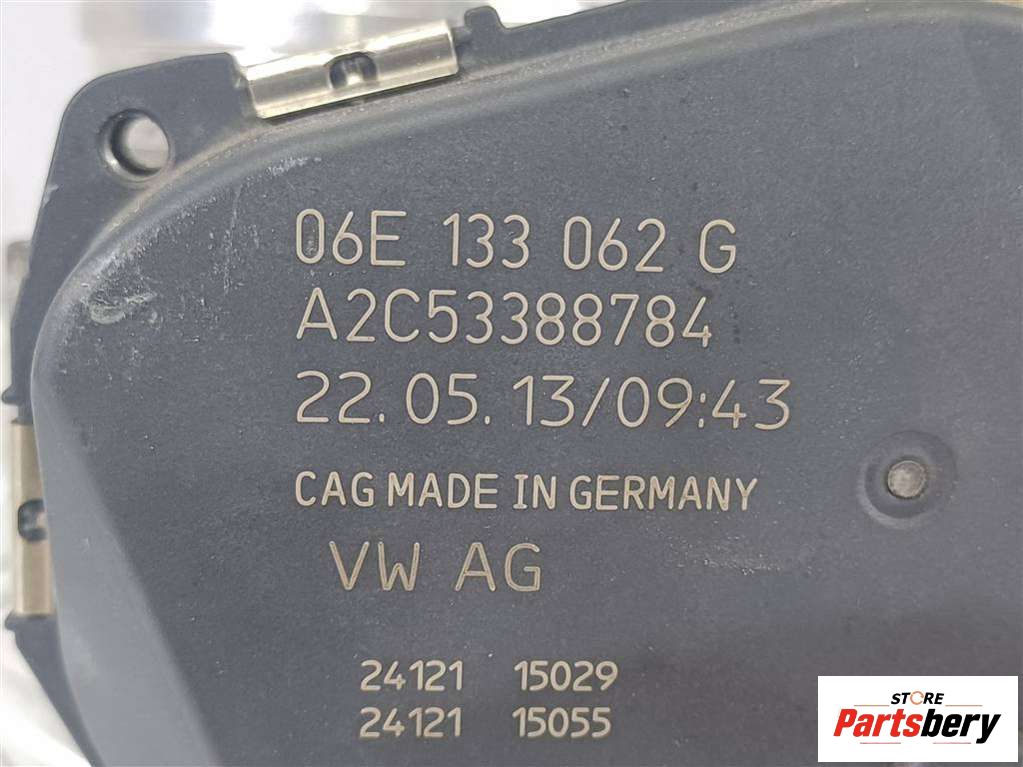 06E 133 062 G
A2C53388784
22.05.13/09:43
CAG MADE IN GERMANY
VW AG
24121 15029
24121 15055
STORE
Partsbery